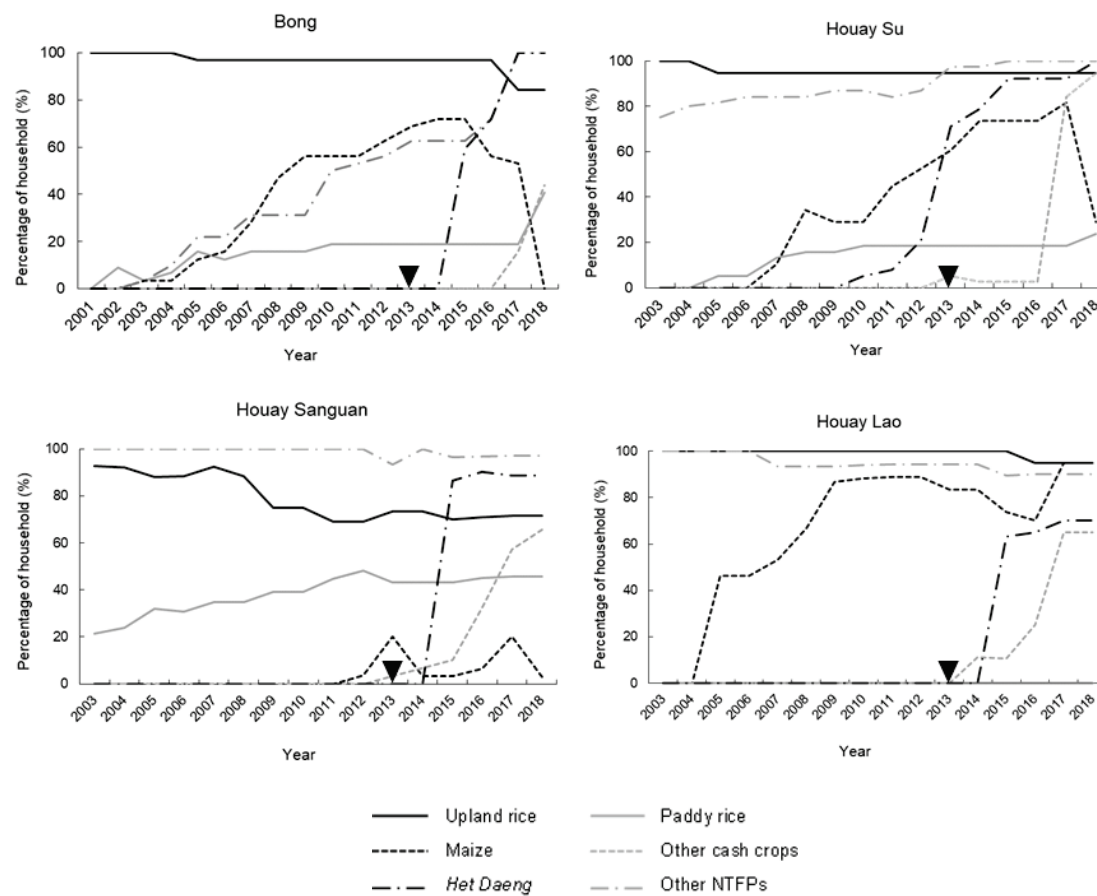 Bong
Percentage of household (%)
100
80
60
40
20
0
2001 2002 2003 2004 2005 2006 2007 2008 2009 2010 2011 2012 2013 2014 2015 2016 2017 2018
Year
Houay Su
Percentage of household (%)
100
80
60
40
20
0
2003 2004 2005 2006 2007 2008 2009 2010 2011 2012 2013 2014 2015 2016 2017 2018
Year
Houay Sanguan
Percentage of household (%)
100
80
60
40
20
0
2003 2004 2005 2006 2007 2008 2009 2010 2011 2012 2013 2014 2015 2016 2017 2018
Year
Houay Lao
Percentage of household (%)
100
80
60
40
20
0
2003 2004 2005 2006 2007 2008 2009 2010 2011 2012 2013 2014 2015 2016 2017 2018
Year
Upland rice
Paddy rice
Maize
Other cash crops
Het Daeng
Other NTFPs